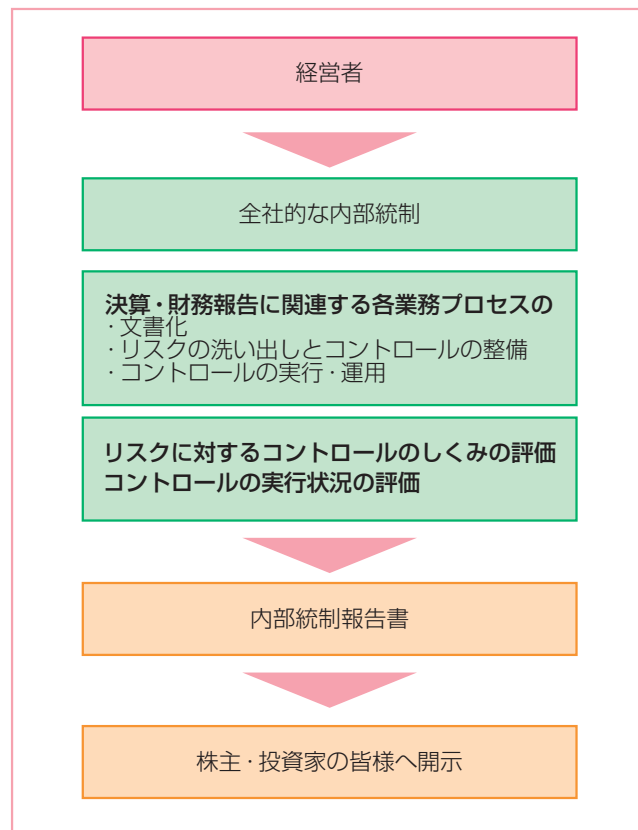 経営者
全社的な内部統制
決算・財務報告に関連する各業務プロセスの
・文書化
・リスクの洗い出しとコントロールの整備
・コントロールの実行・運用
リスクに対するコントロールのしくみの評価
コントロールの実行状況の評価
内部統制報告書
株主・投資家の皆様へ開示